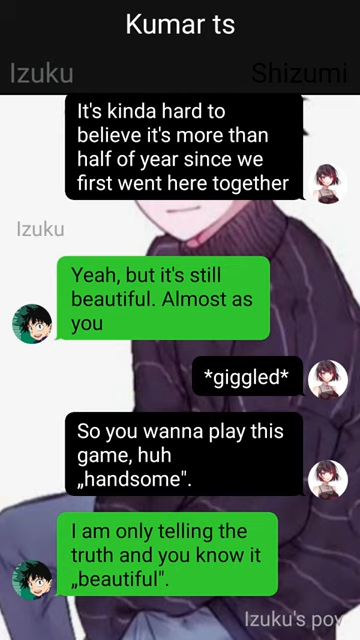 Kumar ts
Izuku Shizumi
It's kinda hard to
believe it's more than
half of year since we
first went here together
Izuku
Yeah, but it's still
beautiful. Almost as
you
*giggled*
So you wanna play this
game, huh
„handsome".
I am only telling the
truth and you know it
„beautiful".
Izuku's pov